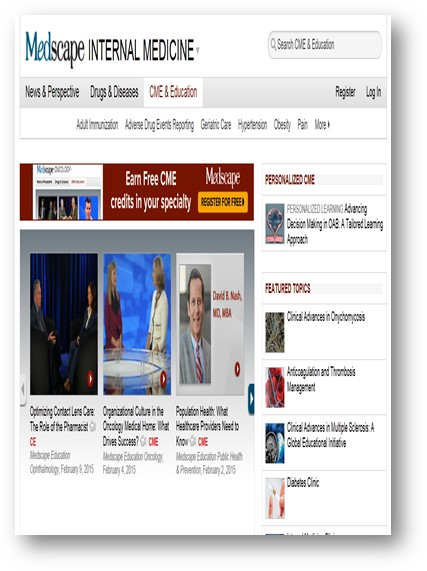 Medscape INTERNAL MEDICINE
Search CME & Education
News & Perspective Drugs & Diseases CME & Education Register Log In
Adult Immunization Adverse Drug Events Reporting Geriatric Care Hypertension Obesity Pain More
Earn Free CME
credits in your specialty
Medscape
REGISTER FOR FREE
David B. Nash,
MD, MBA
Optimizing Contact Lens Care:
The Role of the Pharmacist
CE
Medscape Education
Ophthalmology, February 9, 2015
Organizational Culture in the
Oncology Medical Home: What
Drives Success? CME
Medscape Education Oncology,
February 4, 2015
Population Health: What
Healthcare Providers Need to
Know CME
Medscape Education Public Health
& Prevention, February 2, 2015
PERSONALIZED CME
PERSONALIZED LEARNING Advancing
Decision Making in OAB: A Tailored Learning
Approach
FEATURED TOPICS
Clinical Advances in Onychomycosis
Anticoagulation and Thrombosis
Management
Clinical Advances in Multiple Sclerosis: A
Global Educational Initiative
Diabetes Clinic